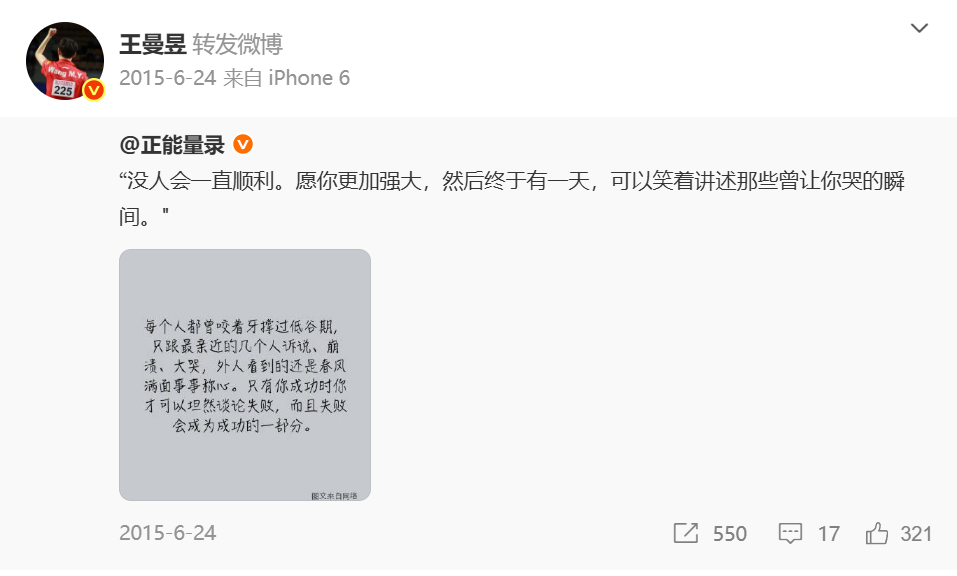 王曼昱 转发微博
2015-6-24 来自 iPhone 6
Wang M.Y.
225
@正能量录
“没人会一直顺利。愿你更加强大，然后终于有一天，可以笑着讲述那些曾让你哭的瞬
间。"
每个人都曾咬着牙撑过低谷期，
只跟最亲近的几个人诉说、崩
溃、大哭，外人看到的还是春风
满面事事称心。只有你成功时你
才可以坦然谈论失败，而且失败
会成为成功的一部分。
图文来自网络
2015-6-24
550
17
321